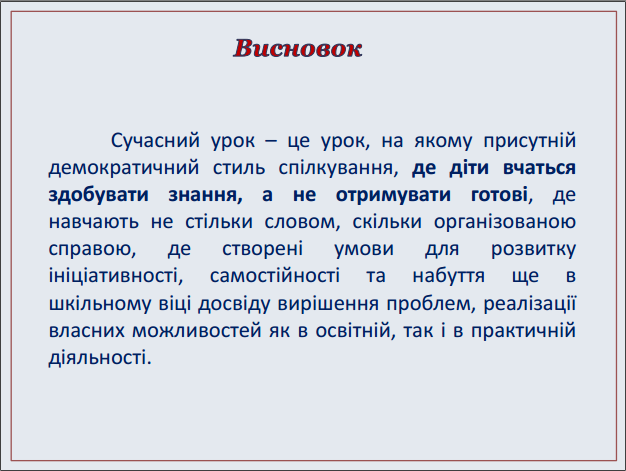 Висновок
Сучасний урок – це урок, на якому присутній
демократичний стиль спілкування, де діти вчаться
здобувати знання, а не отримувати готові, де
навчають не стільки словом, скільки організованою
справою, де створені умови для розвитку
ініціативності, самостійності та набуття ще в
шкільному віці досвіду вирішення проблем, реалізації
власних можливостей як в освітній, так і в практичній
діяльності.